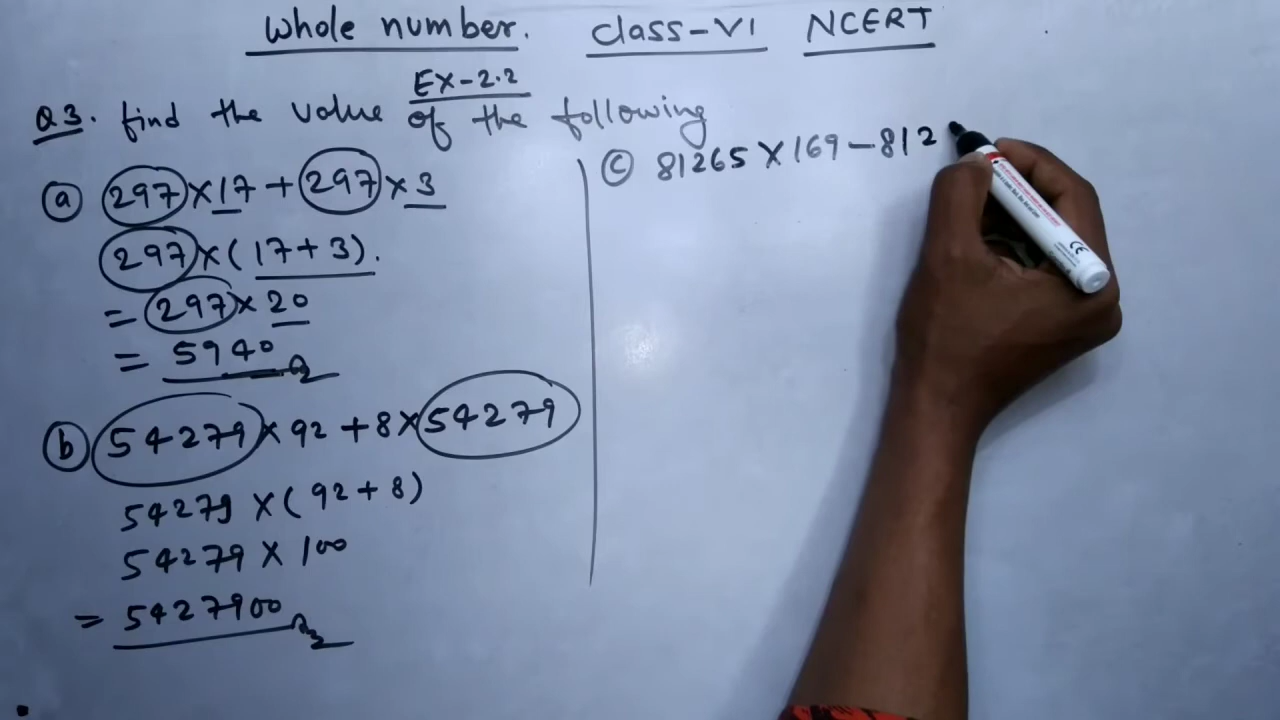 Whole number. Class-VI NCERT
EX-2.2
Q3. find the value of the following
(a) 297×17+297×3
297×(17+3).
= 297×20
= 5940
(b) 54279×92+8×54279
54279×(92+8)
54279×100
= 5427900
(c) 81265×169-812